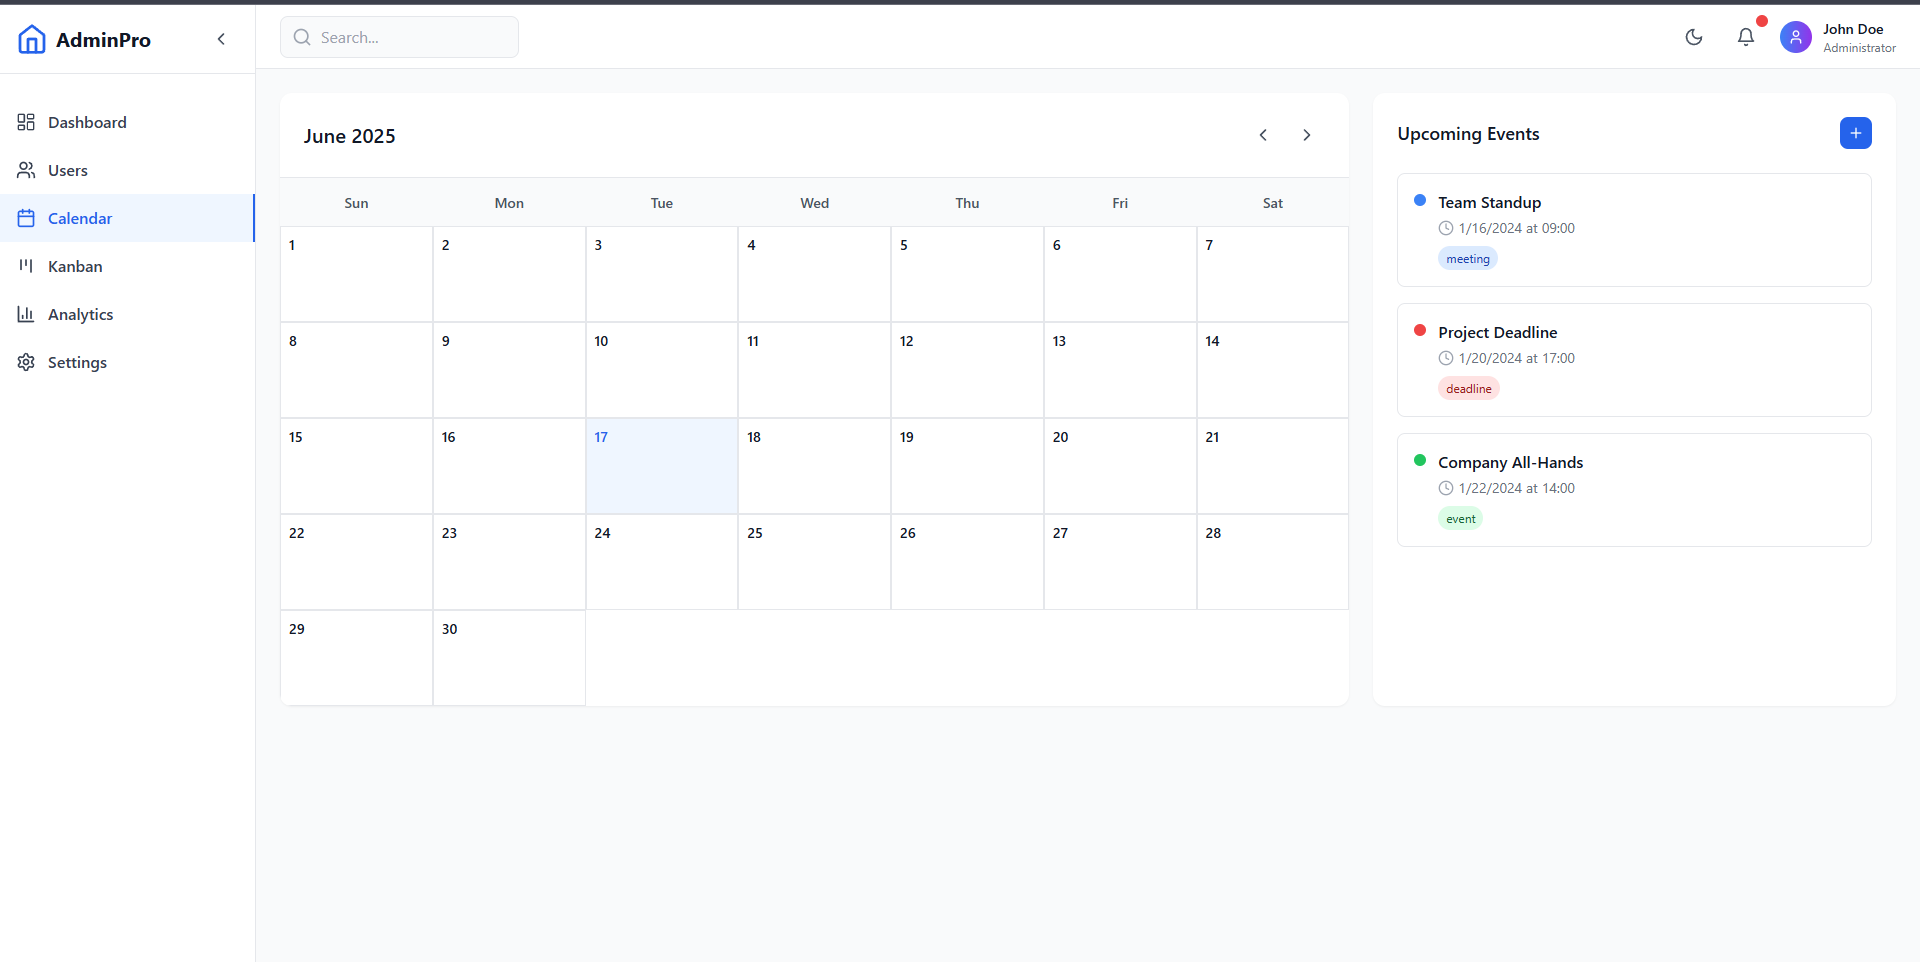 AdminPro
Search...
John Doe
Administrator
Dashboard
Users
Calendar
Kanban
Analytics
Settings
June 2025
Sun Mon Tue Wed Thu Fri Sat
1 2 3 4 5 6 7
8 9 10 11 12 13 14
15 16 17 18 19 20 21
22 23 24 25 26 27 28
29 30
Upcoming Events
Team Standup
1/16/2024 at 09:00
meeting
Project Deadline
1/20/2024 at 17:00
deadline
Company All-Hands
1/22/2024 at 14:00
event